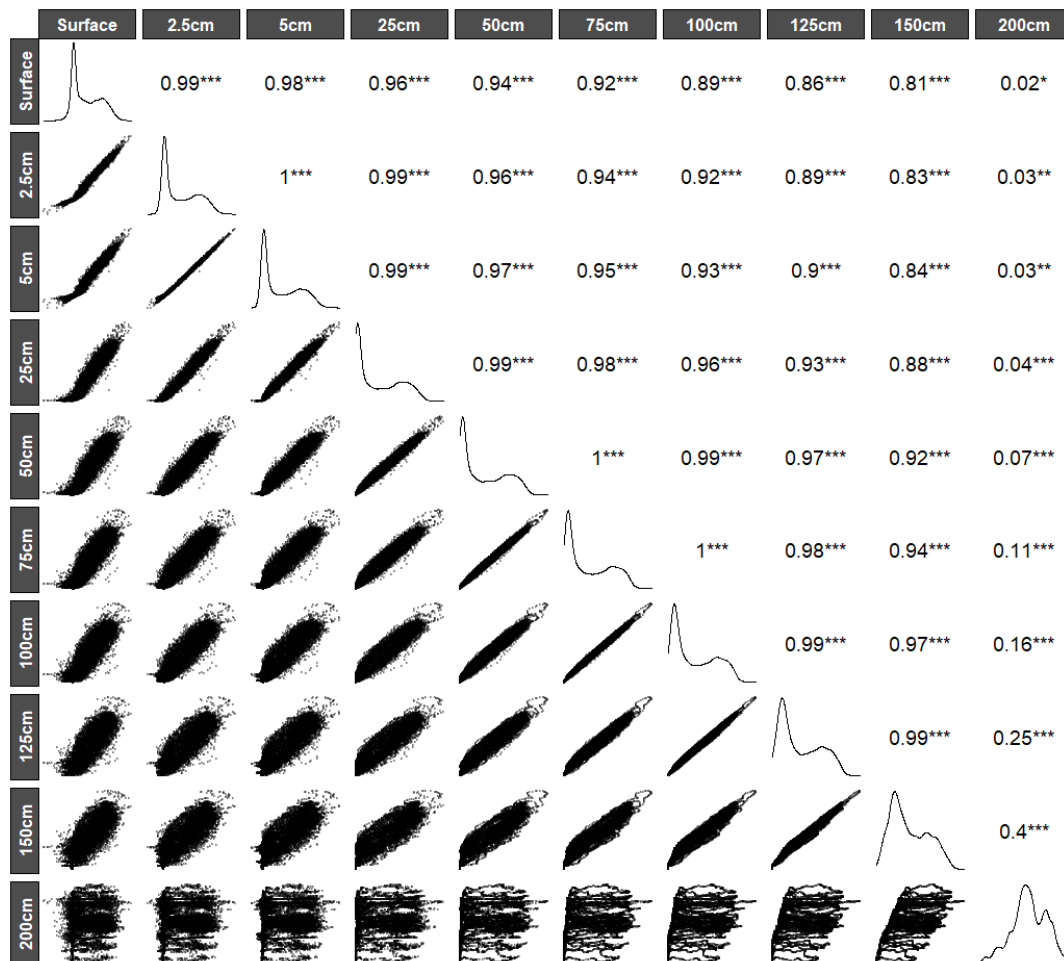 Surface 2.5cm 5cm 25cm 50cm 75cm 100cm 125cm 150cm 200cm
Surface 0.99*** 0.98*** 0.96*** 0.94*** 0.92*** 0.89*** 0.86*** 0.81*** 0.02*
2.5cm 1*** 0.99*** 0.96*** 0.94*** 0.92*** 0.89*** 0.83*** 0.03**
5cm 0.99*** 0.97*** 0.95*** 0.93*** 0.9*** 0.84*** 0.03**
25cm 0.99*** 0.98*** 0.96*** 0.93*** 0.88*** 0.04***
50cm 1*** 0.99*** 0.97*** 0.92*** 0.07***
75cm 1*** 0.98*** 0.94*** 0.11***
100cm 0.99*** 0.97*** 0.16***
125cm 0.99*** 0.25***
150cm 0.4***
200cm